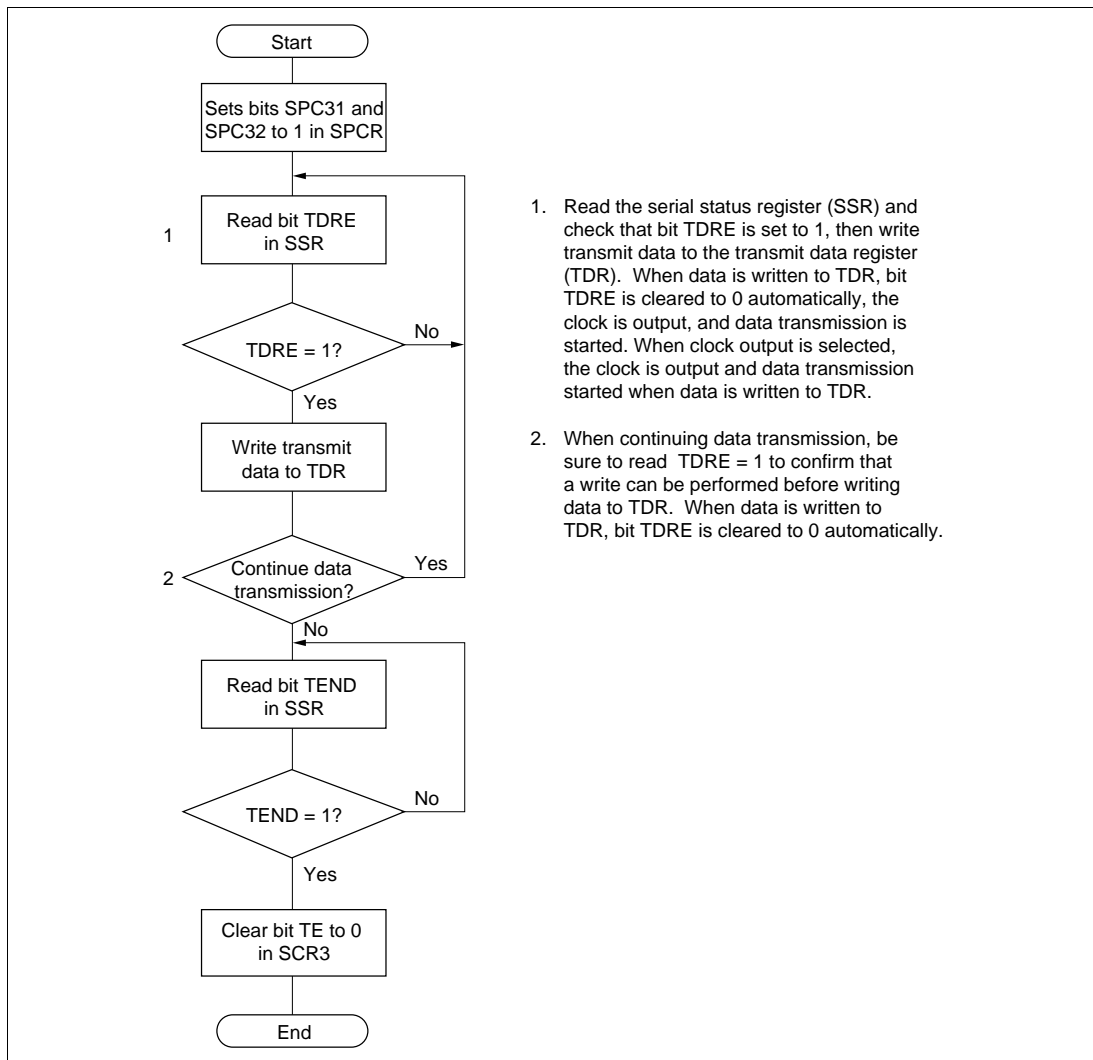 Start
Sets bits SPC31 and
SPC32 to 1 in SPCR
1
Read bit TDRE
in SSR
TDRE = 1?
No
Yes
Write transmit
data to TDR
2
Continue data
transmission?
Yes
No
Read bit TEND
in SSR
TEND = 1?
No
Yes
Clear bit TE to 0
in SCR3
End
1. Read the serial status register (SSR) and
check that bit TDRE is set to 1, then write
transmit data to the transmit data register
(TDR). When data is written to TDR, bit
TDRE is cleared to 0 automatically, the
clock is output, and data transmission is
started. When clock output is selected,
the clock is output and data transmission
started when data is written to TDR.
2. When continuing data transmission, be
sure to read TDRE = 1 to confirm that
a write can be performed before writing
data to TDR. When data is written to
TDR, bit TDRE is cleared to 0 automatically.